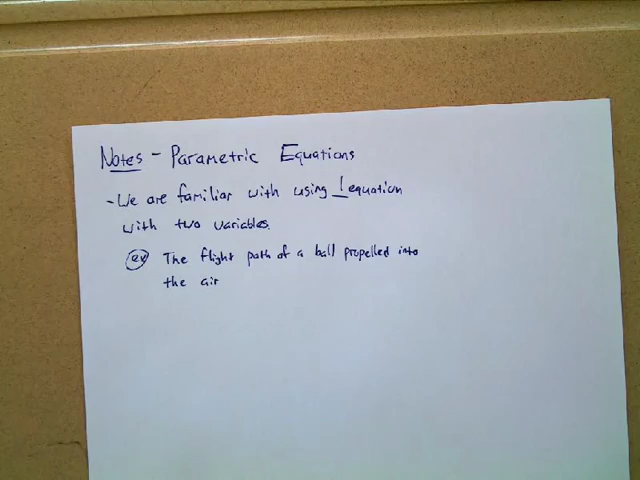 Notes - Parametric Equations
- We are familiar with using 1 equation
with two variables.
ex The flight path of a ball propelled into
the air